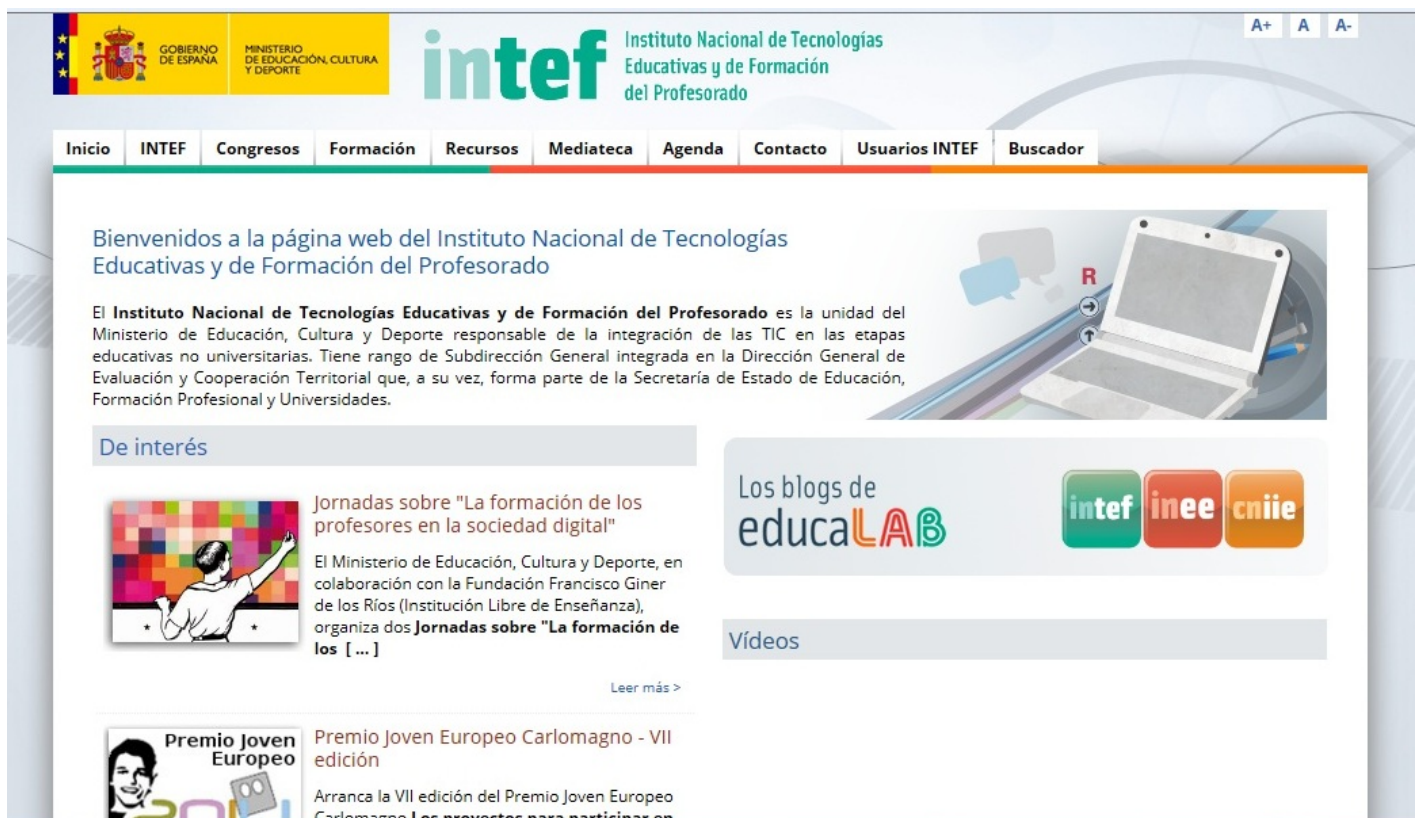 GOBIERNO
DE ESPAÑA
MINISTERIO
DE EDUCACIÓN, CULTURA
Y DEPORTE
intef
Instituto Nacional de Tecnologías
Educativas y de Formación
del Profesorado
A+ A A-
Inicio INTEF Congresos Formación Recursos Mediateca Agenda Contacto Usuarios INTEF Buscador
Bienvenidos a la página web del Instituto Nacional de Tecnologías
Educativas y de Formación del Profesorado
El Instituto Nacional de Tecnologías Educativas y de Formación del Profesorado es la unidad del
Ministerio de Educación, Cultura y Deporte responsable de la integración de las TIC en las etapas
educativas no universitarias. Tiene rango de Subdirección General integrada en la Dirección General de
Evaluación y Cooperación Territorial que, a su vez, forma parte de la Secretaría de Estado de Educación,
Formación Profesional y Universidades.
R
De interés
Jornadas sobre "La formación de los
profesores en la sociedad digital"
El Ministerio de Educación, Cultura y Deporte, en
colaboración con la Fundación Francisco Giner
de los Ríos (Institución Libre de Enseñanza),
organiza dos Jornadas sobre "La formación de
los [ ... ]
Leer más >
Premio Joven
Europeo
2014
Premio Joven Europeo Carlomagno - VII
edición
Arranca la VII edición del Premio Joven Europeo
Carlomagno Los proyectos para participar en
Los blogs de
educaLAB
intef inee cniie
Vídeos